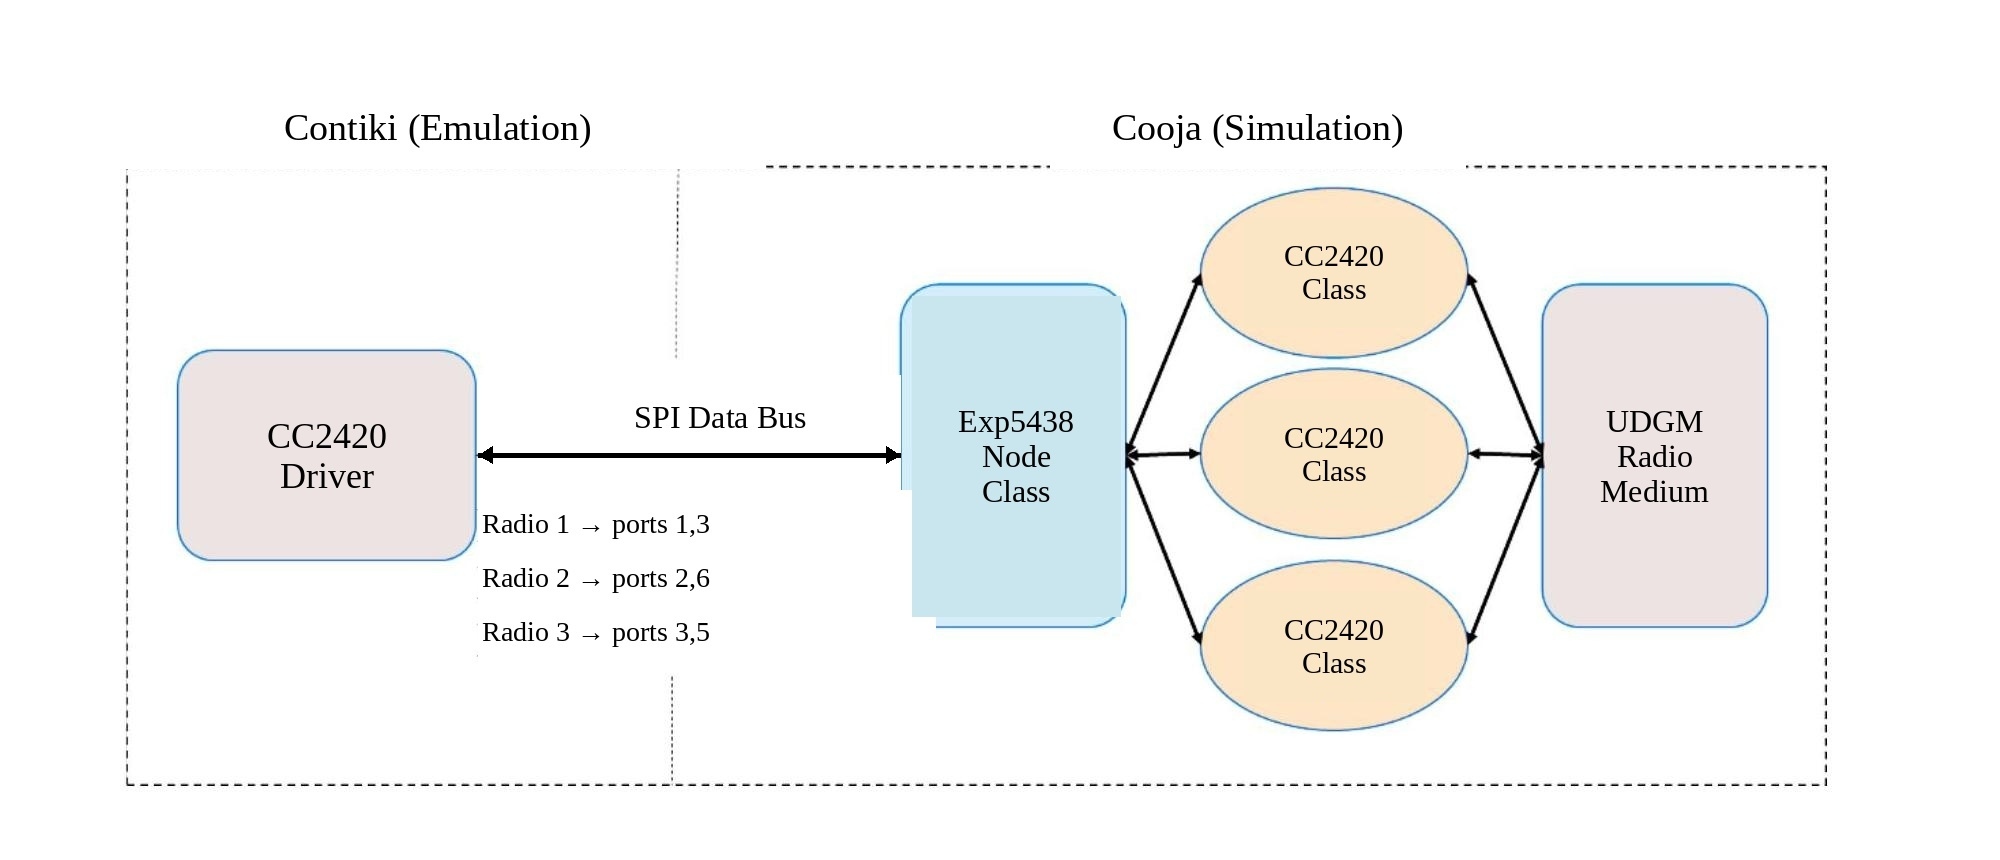 Contiki (Emulation)
Cooja (Simulation)
CC2420
Driver
SPI Data Bus
Radio 1 → ports 1,3
Radio 2 → ports 2,6
Radio 3 → ports 3,5
Exp5438
Node
Class
CC2420
Class
CC2420
Class
CC2420
Class
UDGM
Radio
Medium